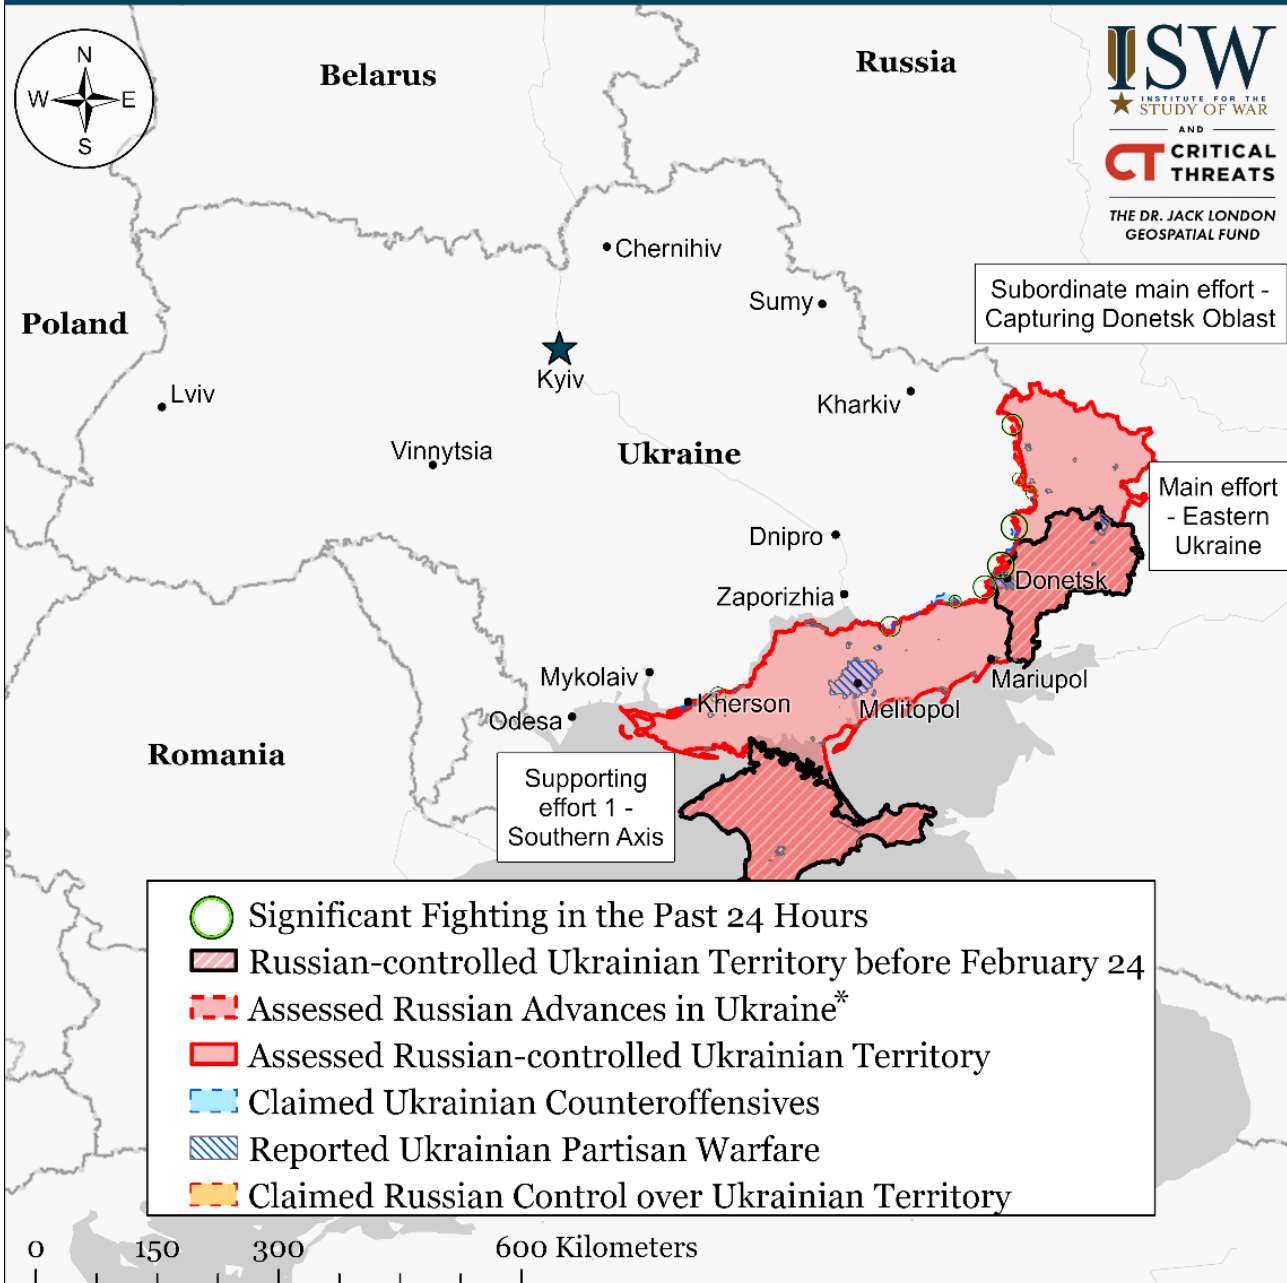 N
W
E
S
Belarus
Russia
ISW
INSTITUTE FOR THE
STUDY OF WAR
AND
CT CRITICAL
THREATS
THE DR. JACK LONDON
GEOSPATIAL FUND
Chernihiv
Subordinate main effort -
Capturing Donetsk Oblast
Sumy
Poland
Kyiv
Lviv
Kharkiv
Vinnytsia
Ukraine
Main effort
- Eastern
Ukraine
Dnipro
Donetsk
Zaporizhia
Mykolaiv
Mariupol
Kherson
Melitopol
Odesa
Romania
Supporting
effort 1 -
Southern Axis
Significant Fighting in the Past 24 Hours
Russian-controlled Ukrainian Territory before February 24
Assessed Russian Advances in Ukraine*
Assessed Russian-controlled Ukrainian Territory
Claimed Ukrainian Counteroffensives
Reported Ukrainian Partisan Warfare
Claimed Russian Control over Ukrainian Territory
0 150 300 600 Kilometers